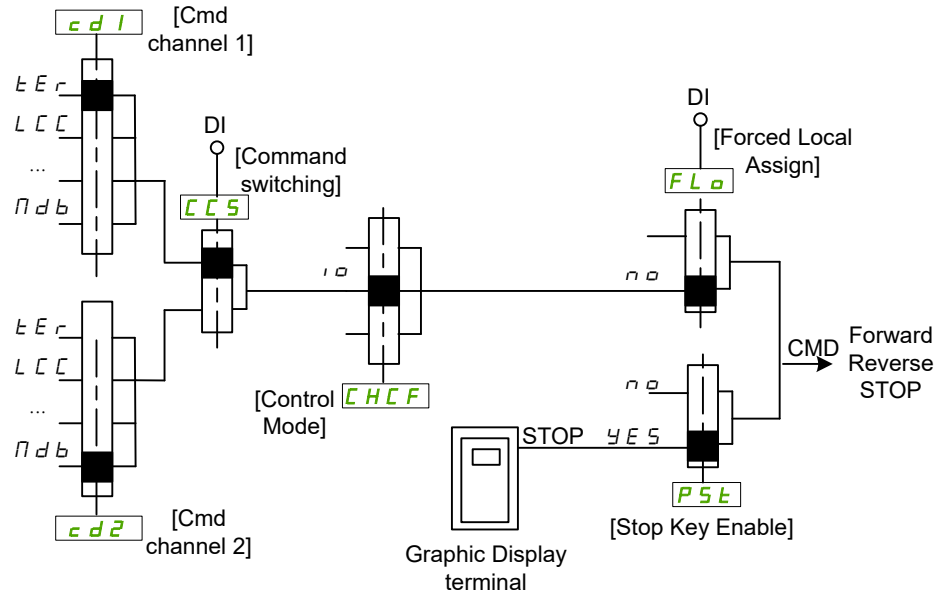 cd1
[Cmd
channel 1]
tEr
LCC
...
Mdb
DI
[Command
switching]
CCS
DI
[Forced Local
Assign]
FLo
io
no
tEr
LCC
...
Mdb
cd2
[Cmd
channel 2]
[Control
Mode]
CHCF
CMD
Forward
Reverse
STOP
no
STOP
YES
PSt
[Stop Key Enable]
Graphic Display
terminal